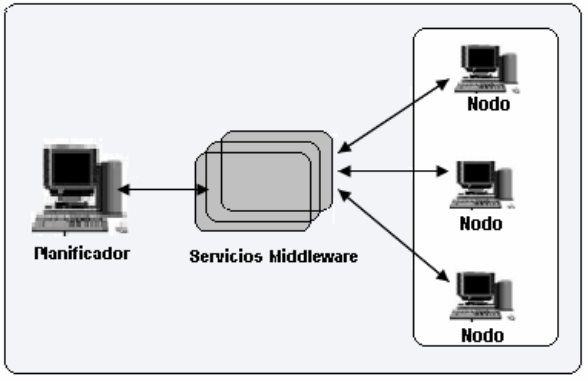 Nodo
Nodo
Planificador
Servicios Middleware
Nodo